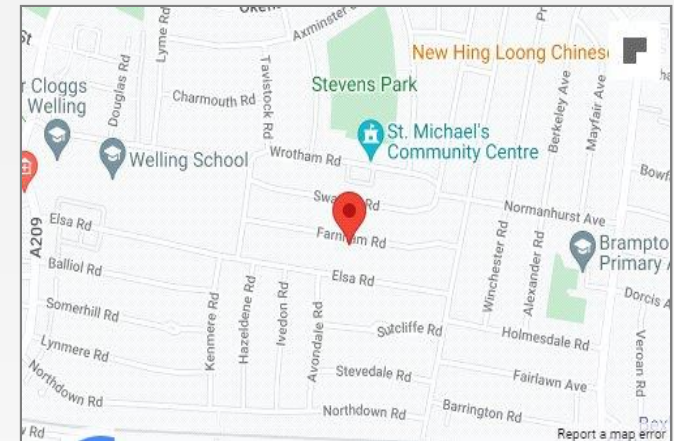 Axminster
Lyme Rd
Douglas Rd
Tavistock Rd
New Hing Loong Chinese
Stevens Park
Charmouth Rd
Cloggs
Welling
Welling School
Wrotham Rd
St. Michael's
Community Centre
Berkeley Ave
Mayfair Ave
Rd
Normanhurst Ave
Farnham Rd
Elsa Rd
A209
Balliol Rd
Elsa Rd
Winchester Rd
Alexander Rd
Brampto
Primary
Dorcis A
Somerhill Rd
Kenmere Rd
Hazeldene Rd
Ivedon Rd
Avondale Rd
Sutcliffe Rd
Holmesdale Rd
Veroan Rd
Lynmere Rd
Stevedale Rd
Fairlawn Ave
Northdown Rd
Northdown Rd
Barrington Rd
Rd
Report a map error